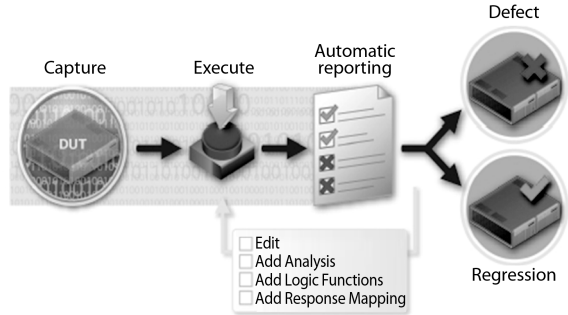 Capture
Execute
Automatic
reporting
Defect
DUT
Edit
Add Analysis
Add Logic Functions
Add Response Mapping
Regression